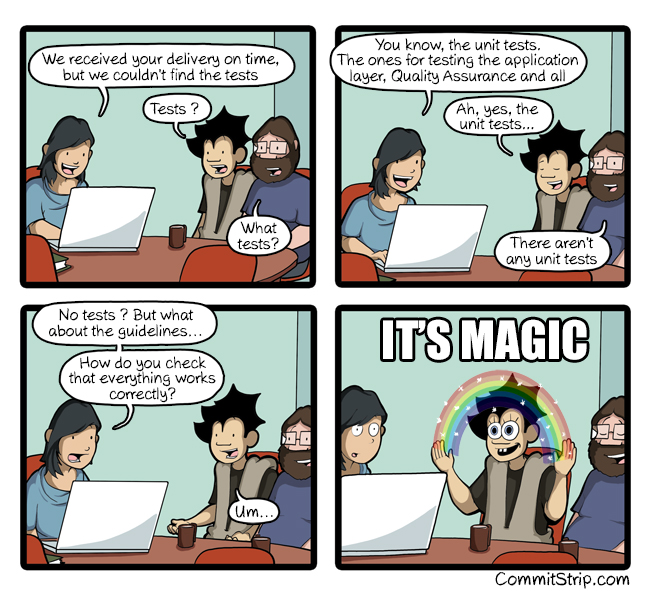 We received your delivery on time,
but we couldn't find the tests
Tests ?
What
tests?
You know, the unit tests.
The ones for testing the application
layer, Quality Assurance and all
Ah, yes, the
unit tests...
There aren't
any unit tests
No tests ? But what
about the guidelines...
How do you check
that everything works
correctly?
Um...
IT'S MAGIC
CommitStrip.com